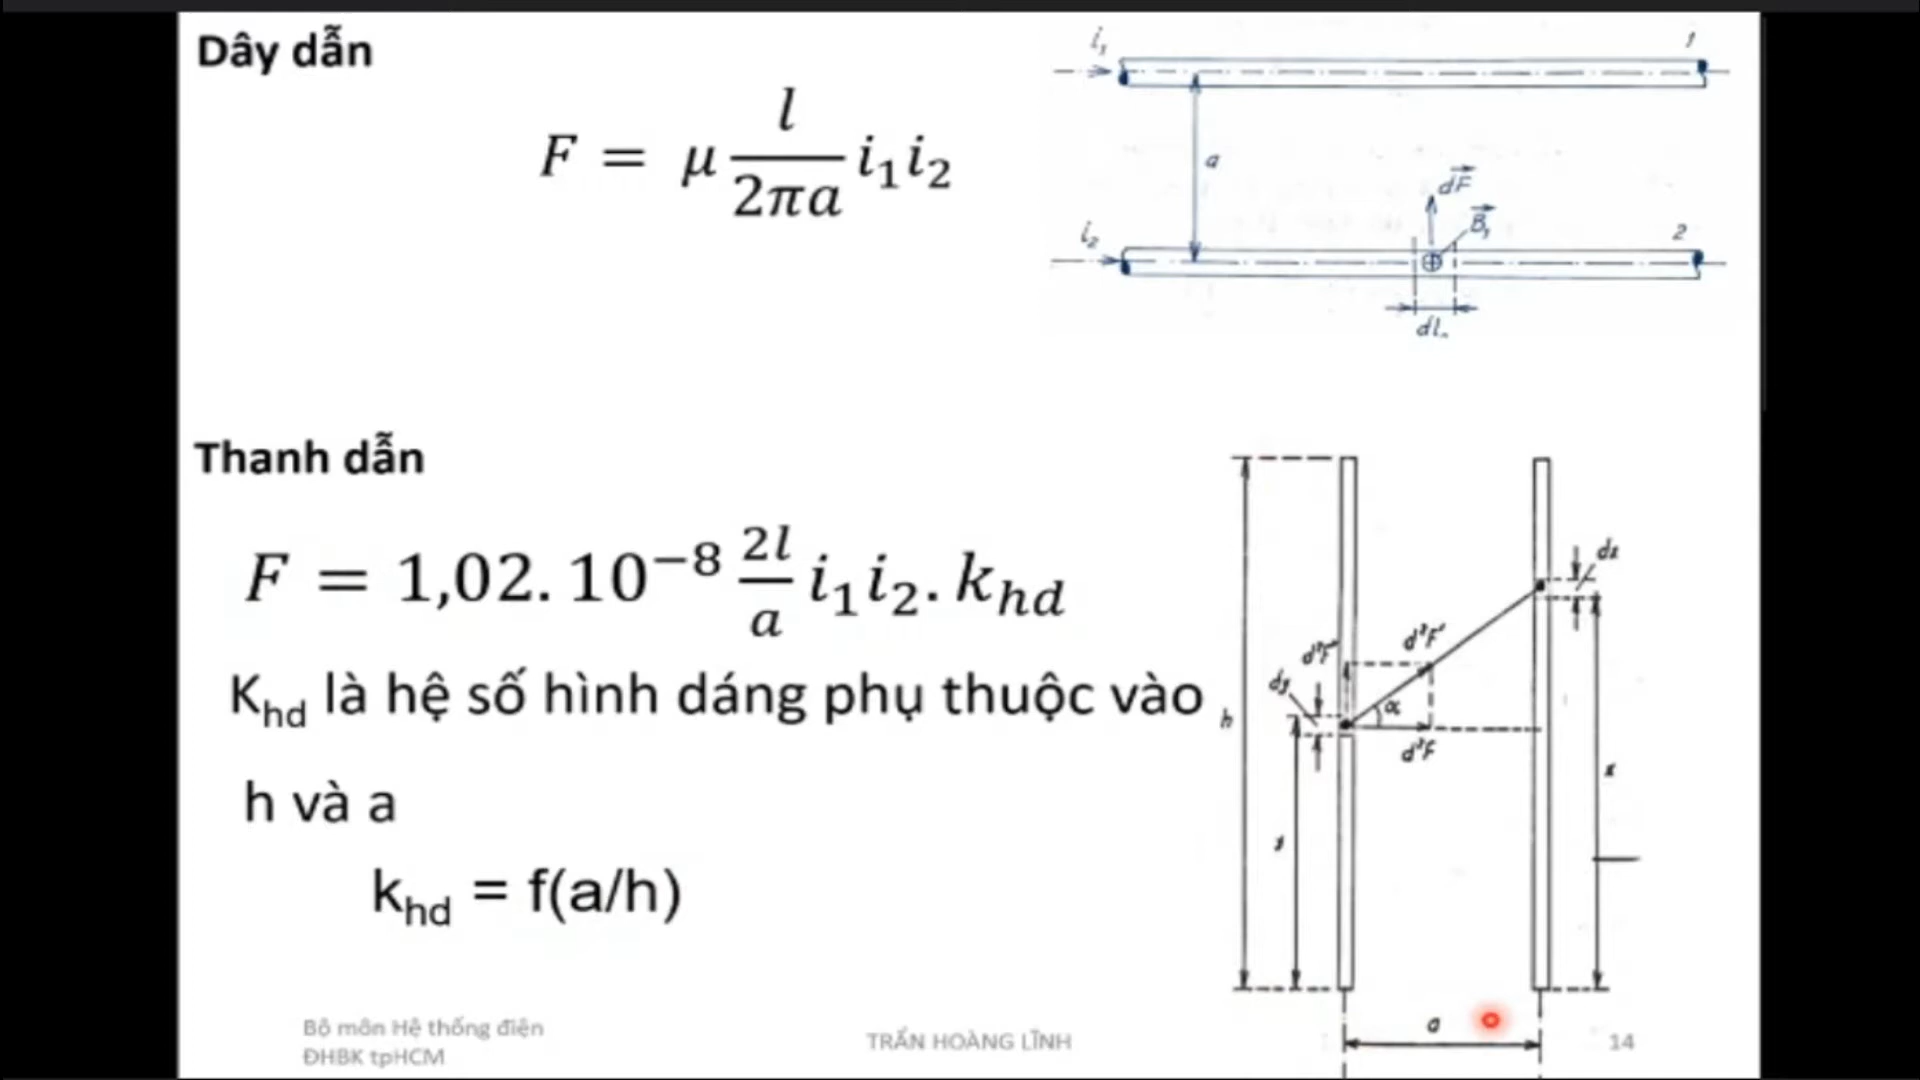 Dây dẫn
F = μ l/2πa i₁i₂
i₁
1
a
dF
B₁
i₂
2
dl
Thanh dẫn
F = 1,02.10⁻⁸ 2l/a i₁i₂.k_hd
K_hd là hệ số hình dáng phụ thuộc vào
h và a
k_hd = f(a/h)
h
d²F'
α
d²F
a
Bộ môn Hệ thống điện
ĐHBK tpHCM
TRẦN HOÀNG LĨNH
14